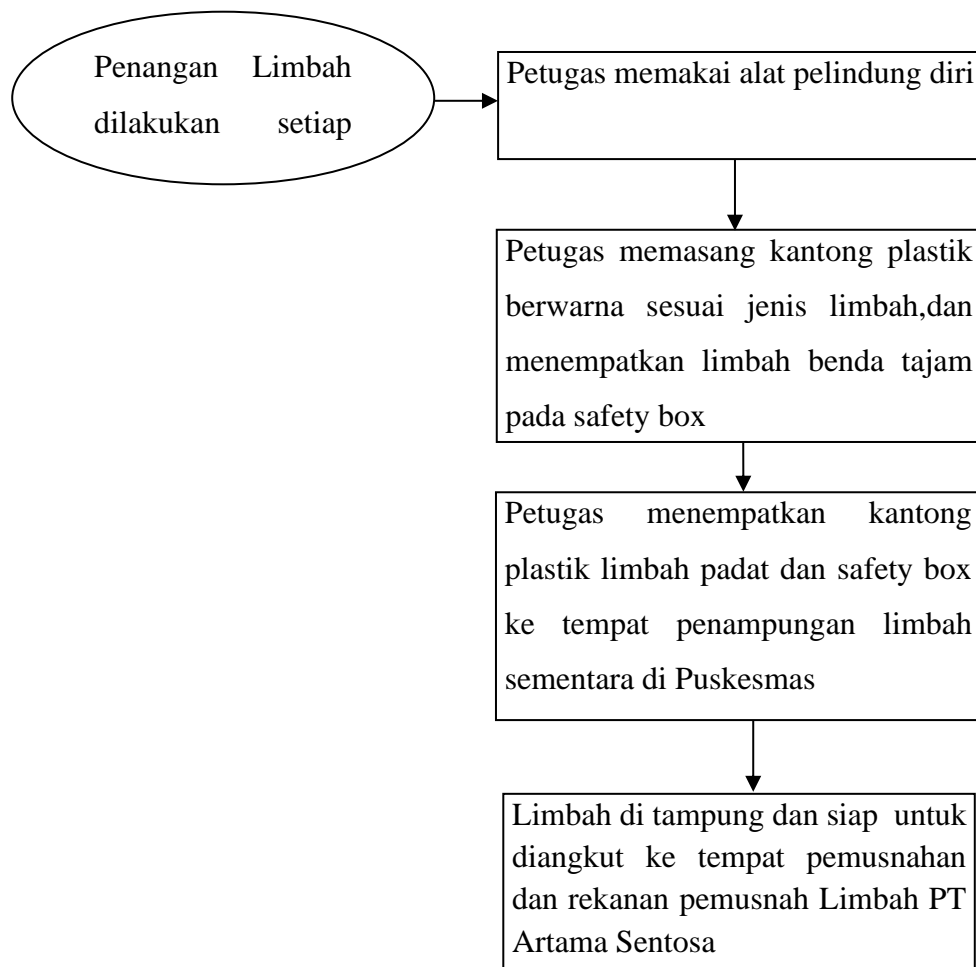 Penangan Limbah
dilakukan setiap
Petugas memakai alat pelindung diri
Petugas memasang kantong plastik
berwarna sesuai jenis limbah,dan
menempatkan limbah benda tajam
pada safety box
Petugas menempatkan kantong
plastik limbah padat dan safety box
ke tempat penampungan limbah
sementara di Puskesmas
Limbah di tampung dan siap untuk
diangkut ke tempat pemusnahan
dan rekanan pemusnah Limbah PT
Artama Sentosa